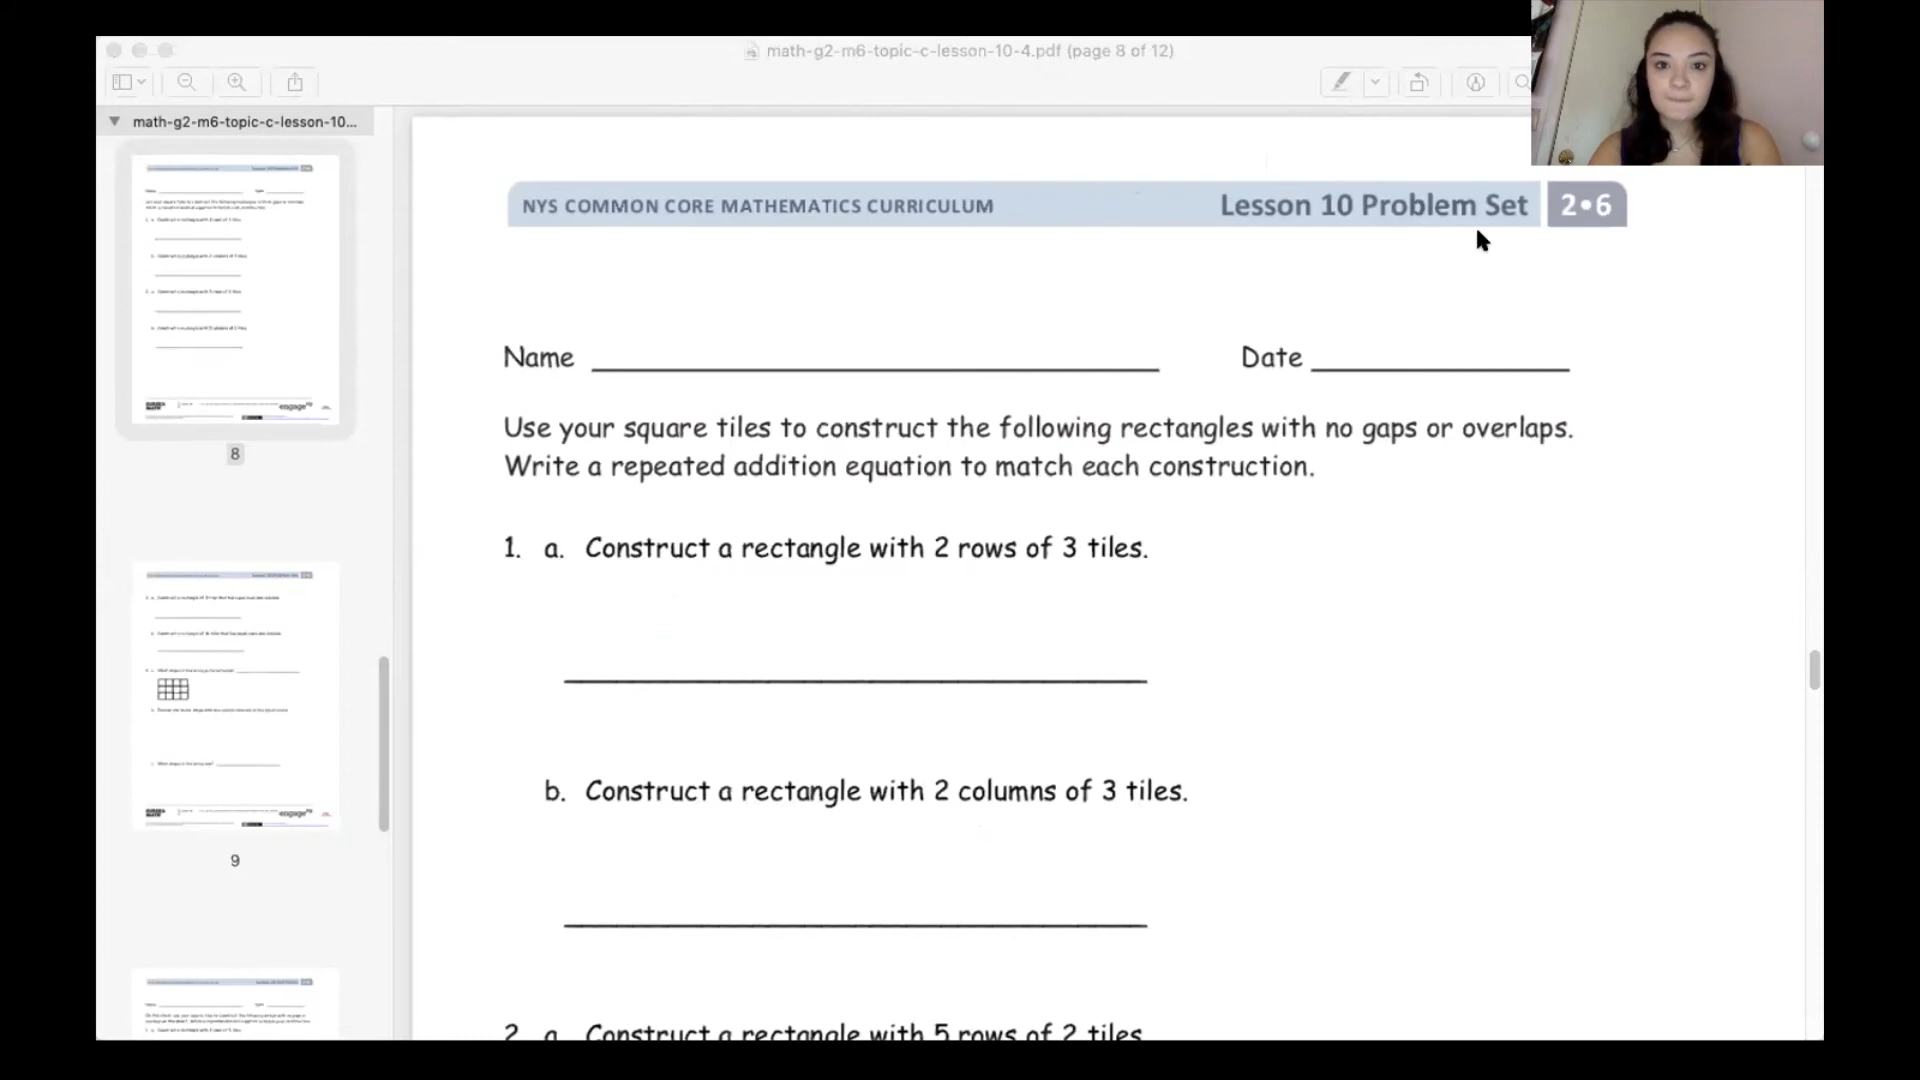 math-g2-m6-topic-c-lesson-10-4.pdf (page 8 of 12)
math-g2-m6-topic-c-lesson-10...
8
9
NYS COMMON CORE MATHEMATICS CURRICULUM Lesson 10 Problem Set 2•6
Name Date
Use your square tiles to construct the following rectangles with no gaps or overlaps.
Write a repeated addition equation to match each construction.
1. a. Construct a rectangle with 2 rows of 3 tiles.
b. Construct a rectangle with 2 columns of 3 tiles.
2. a. Construct a rectangle with 5 rows of 2 tiles.